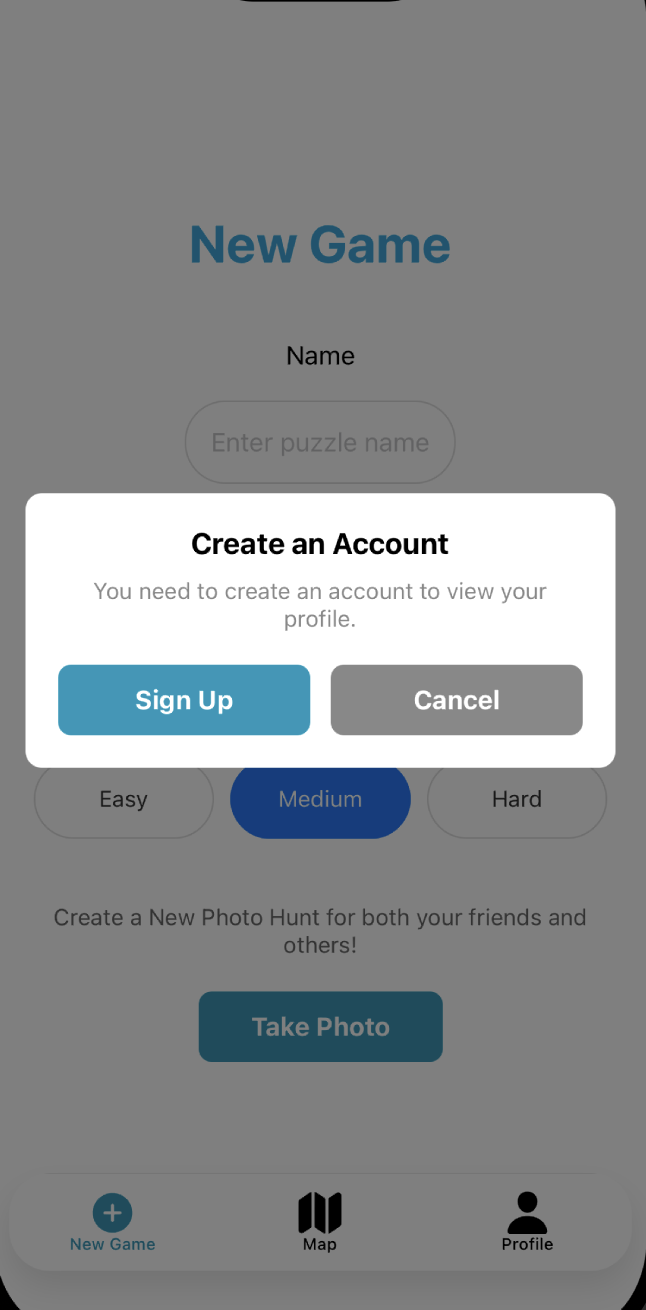 New Game
Name
Enter puzzle name
Create an Account
You need to create an account to view your
profile.
Sign Up
Cancel
Easy
Medium
Hard
Create a New Photo Hunt for both your friends and
others!
Take Photo
New Game
Map
Profile